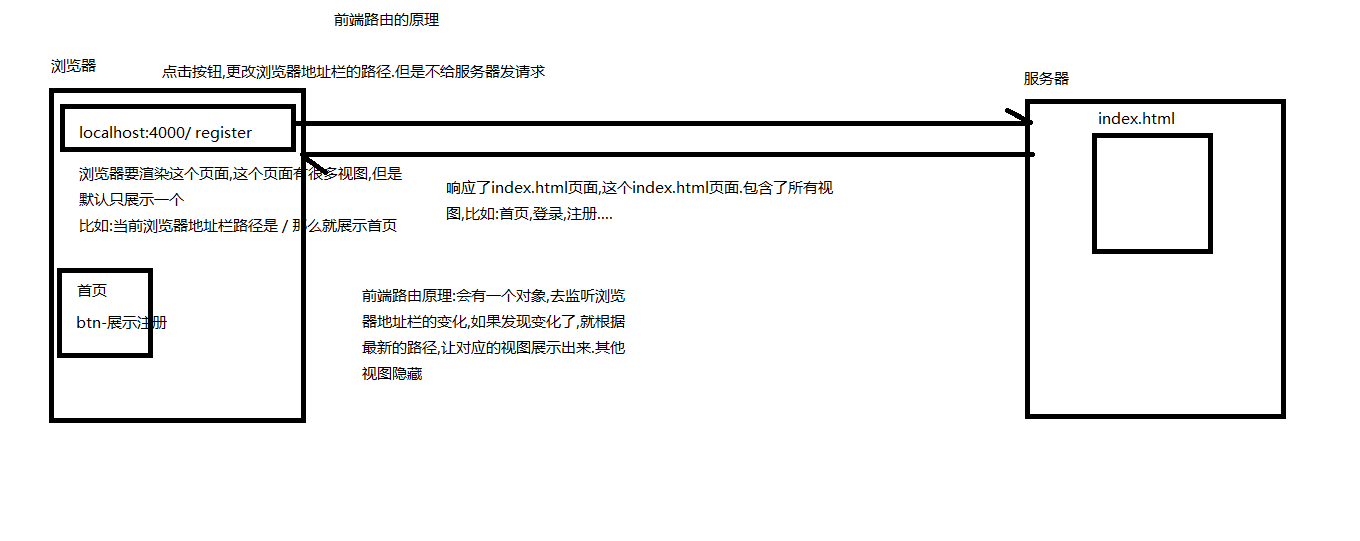 前端路由的原理
浏览器
点击按钮,更改浏览器地址栏的路径.但是不给服务器发请求
服务器
localhost:4000/ register
index.html
浏览器要渲染这个页面,这个页面有很多视图,但是
默认只展示一个
比如:当前浏览器地址栏路径是 / 那么就展示首页
响应了index.html页面,这个index.html页面.包含了所有视
图,比如:首页,登录,注册....
首页
btn-展示注册
前端路由原理:会有一个对象,去监听浏览
器地址栏的变化,如果发现变化了,就根据
最新的路径,让对应的视图展示出来.其他
视图隐藏